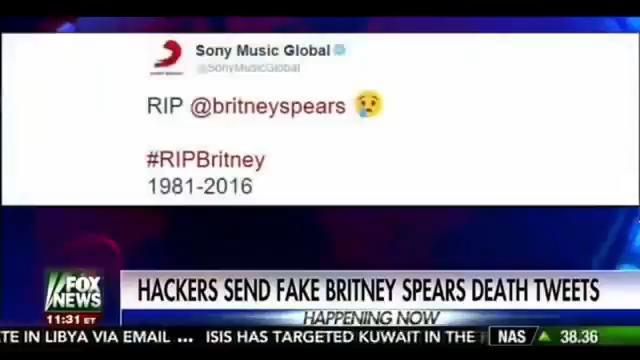 Sony Music Global
@SonyMusicGlobal
RIP @britneyspears 😢
#RIPBritney
1981-2016
FOX
NEWS
11:31 ET
HACKERS SEND FAKE BRITNEY SPEARS DEATH TWEETS
HAPPENING NOW
TE IN LIBYA VIA EMAIL ... ISIS HAS TARGETED KUWAIT IN THE
NAS ▲ 38.36